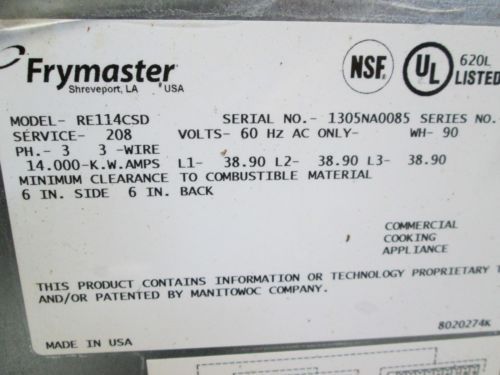 Frymaster
Shreveport, LA USA
NSF
UL
620L
LISTED
MODEL- RE114CSD SERIAL NO.- 1305NA0085 SERIES NO.
SERVICE- 208 VOLTS- 60 Hz AC ONLY- WH- 90
PH.- 3 3 -WIRE
14.000-K.W.AMPS L1- 38.90 L2- 38.90 L3- 38.90
MINIMUM CLEARANCE TO COMBUSTIBLE MATERIAL
6 IN. SIDE 6 IN. BACK
COMMERCIAL
COOKING
APPLIANCE
THIS PRODUCT CONTAINS INFORMATION OR TECHNOLOGY PROPRIETARY T
AND/OR PATENTED BY MANITOWOC COMPANY.
8020274K
MADE IN USA